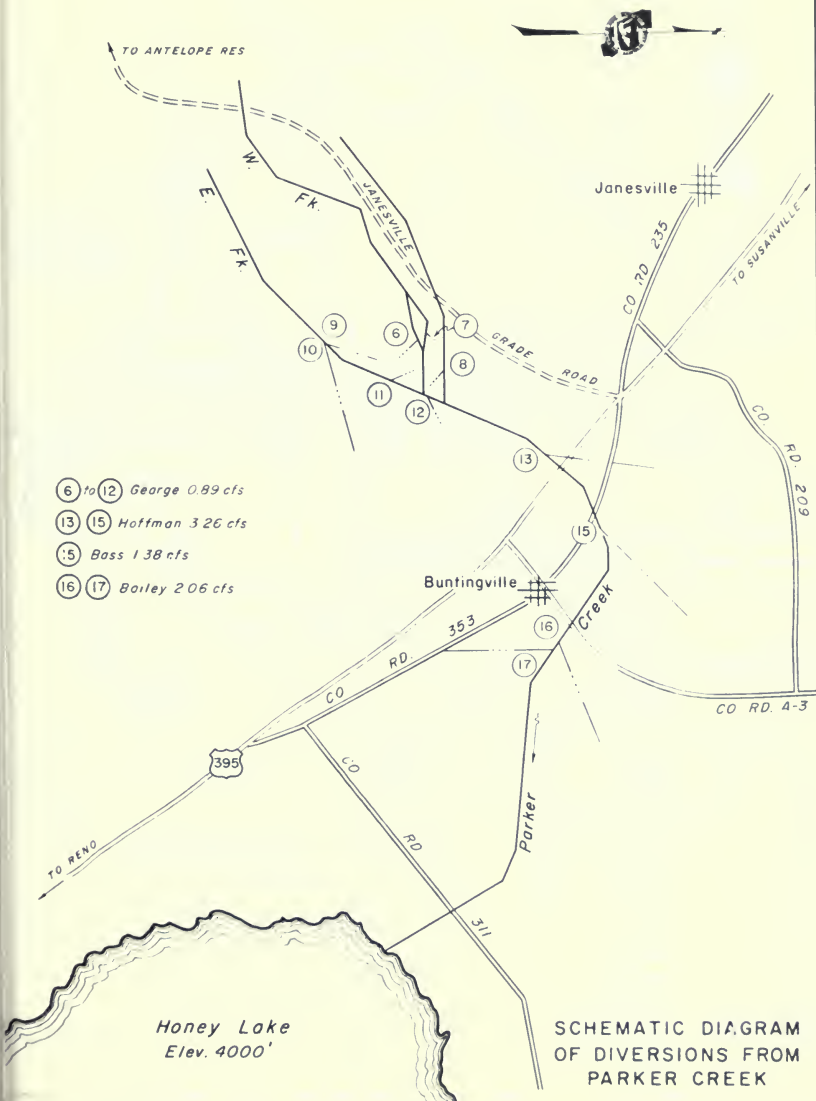 TO ANTELOPE RES
W. Fk.
E. Fk.
JANESVILLE GRADE ROAD
Janesville
CO RD 235
TO SUSANVILLE
CO. RD. 209
9
10
6
7
8
11
12
13
15
6 to 12 George 0.89 cfs
13 15 Hoffman 3 26 cfs
15 Bass 1 38 cfs
16 17 Bailey 2 06 cfs
Buntingville
16
17
Parker Creek
CO RD. 353
CO RD. A-3
395
CO RD 311
TO RENO
Honey Lake
Elev. 4000'
SCHEMATIC DIAGRAM
OF DIVERSIONS FROM
PARKER CREEK